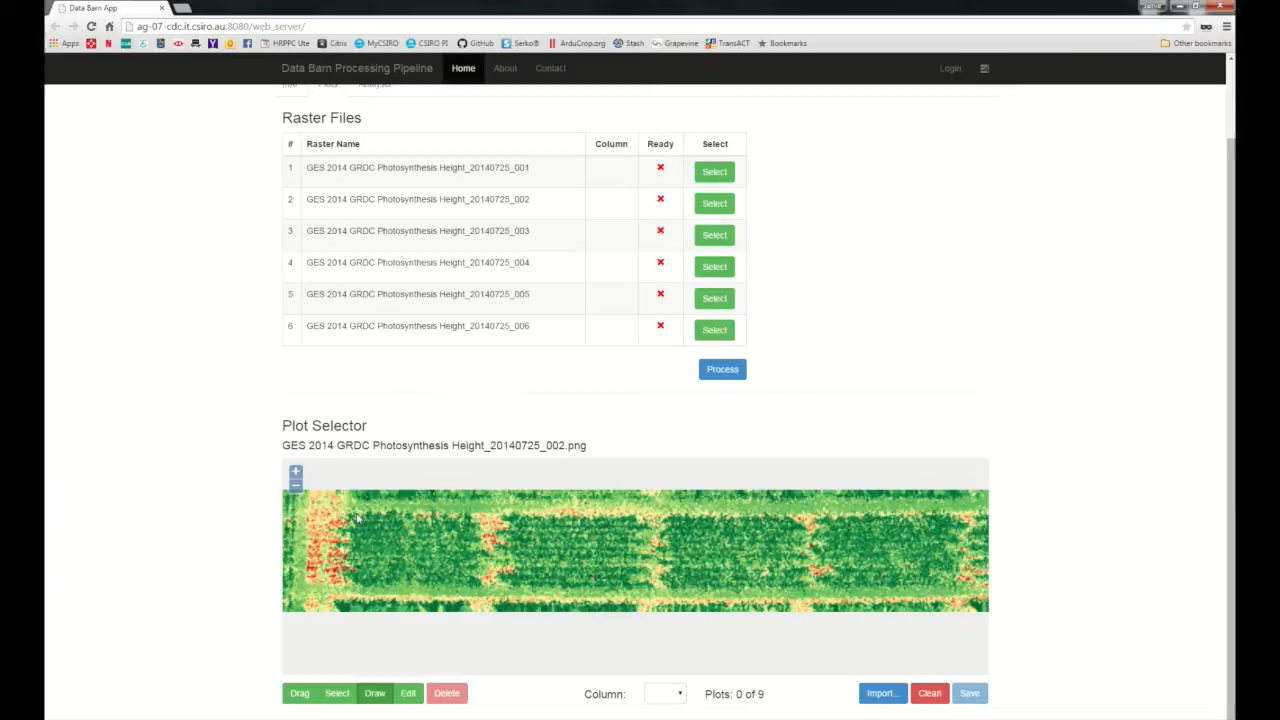 Data Barn App
Jamie
ag-07-cdc.it.csiro.au:8080/web_server/
Apps HRPPC Ute Citrix MyCSIRO CSIRO PI GitHub Serko® ArduCrop.org Stash Grapevine TransACT Bookmarks Other bookmarks
Data Barn Processing Pipeline Home About Contact Login
Info Plots Analysis
Raster Files
# Raster Name Column Ready Select
1 GES 2014 GRDC Photosynthesis Height_20140725_001 Select
2 GES 2014 GRDC Photosynthesis Height_20140725_002 Select
3 GES 2014 GRDC Photosynthesis Height_20140725_003 Select
4 GES 2014 GRDC Photosynthesis Height_20140725_004 Select
5 GES 2014 GRDC Photosynthesis Height_20140725_005 Select
6 GES 2014 GRDC Photosynthesis Height_20140725_006 Select
Process
Plot Selector
GES 2014 GRDC Photosynthesis Height_20140725_002.png
+
−
Drag Select Draw Edit Delete Column: Plots: 0 of 9 Import... Clean Save